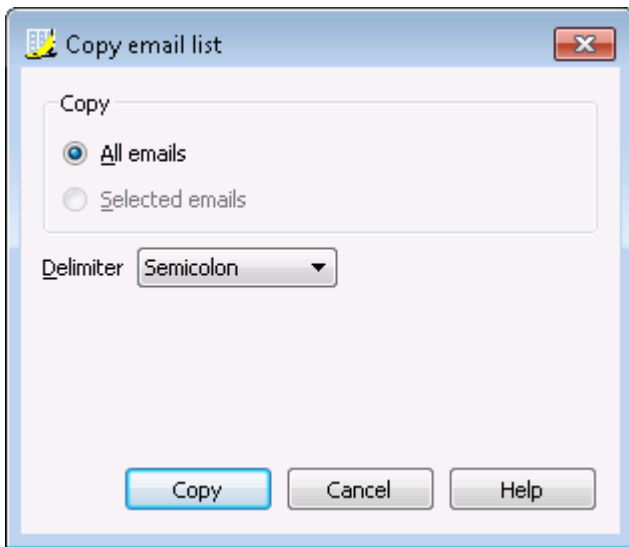 Copy email list
Copy
All emails
Selected emails
Delimiter Semicolon
Copy Cancel Help